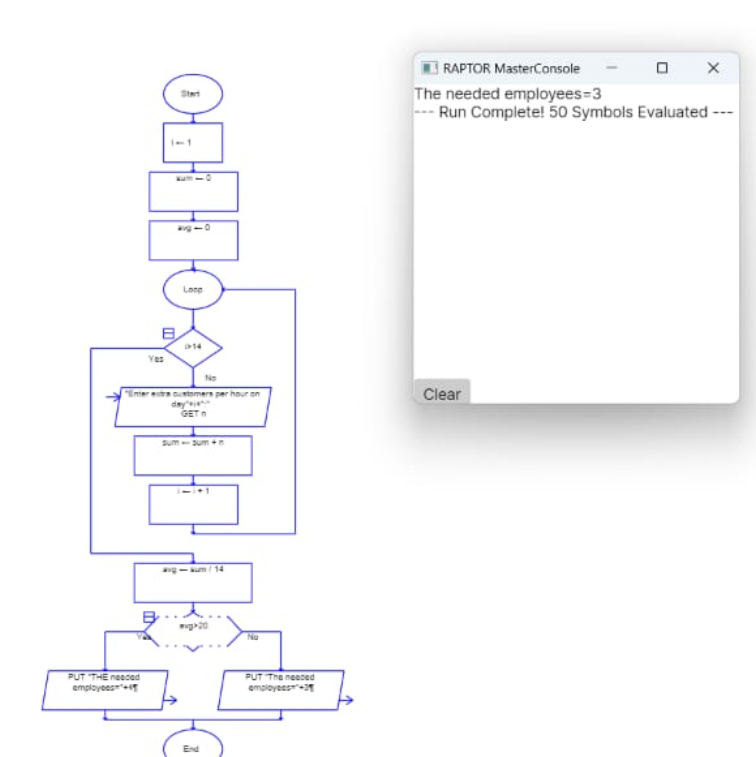 Start
i ← 1
sum ← 0
avg ← 0
Loop
i>14
Yes
No
"Enter extra customers per hour on
day"+i+":"
GET n
sum ← sum + n
i ← i + 1
avg ← sum / 14
avg>20
Yes
No
PUT "THE needed
employees="+4¶
PUT "The needed
employees="+3¶
End
RAPTOR MasterConsole
The needed employees=3
--- Run Complete! 50 Symbols Evaluated ---
Clear